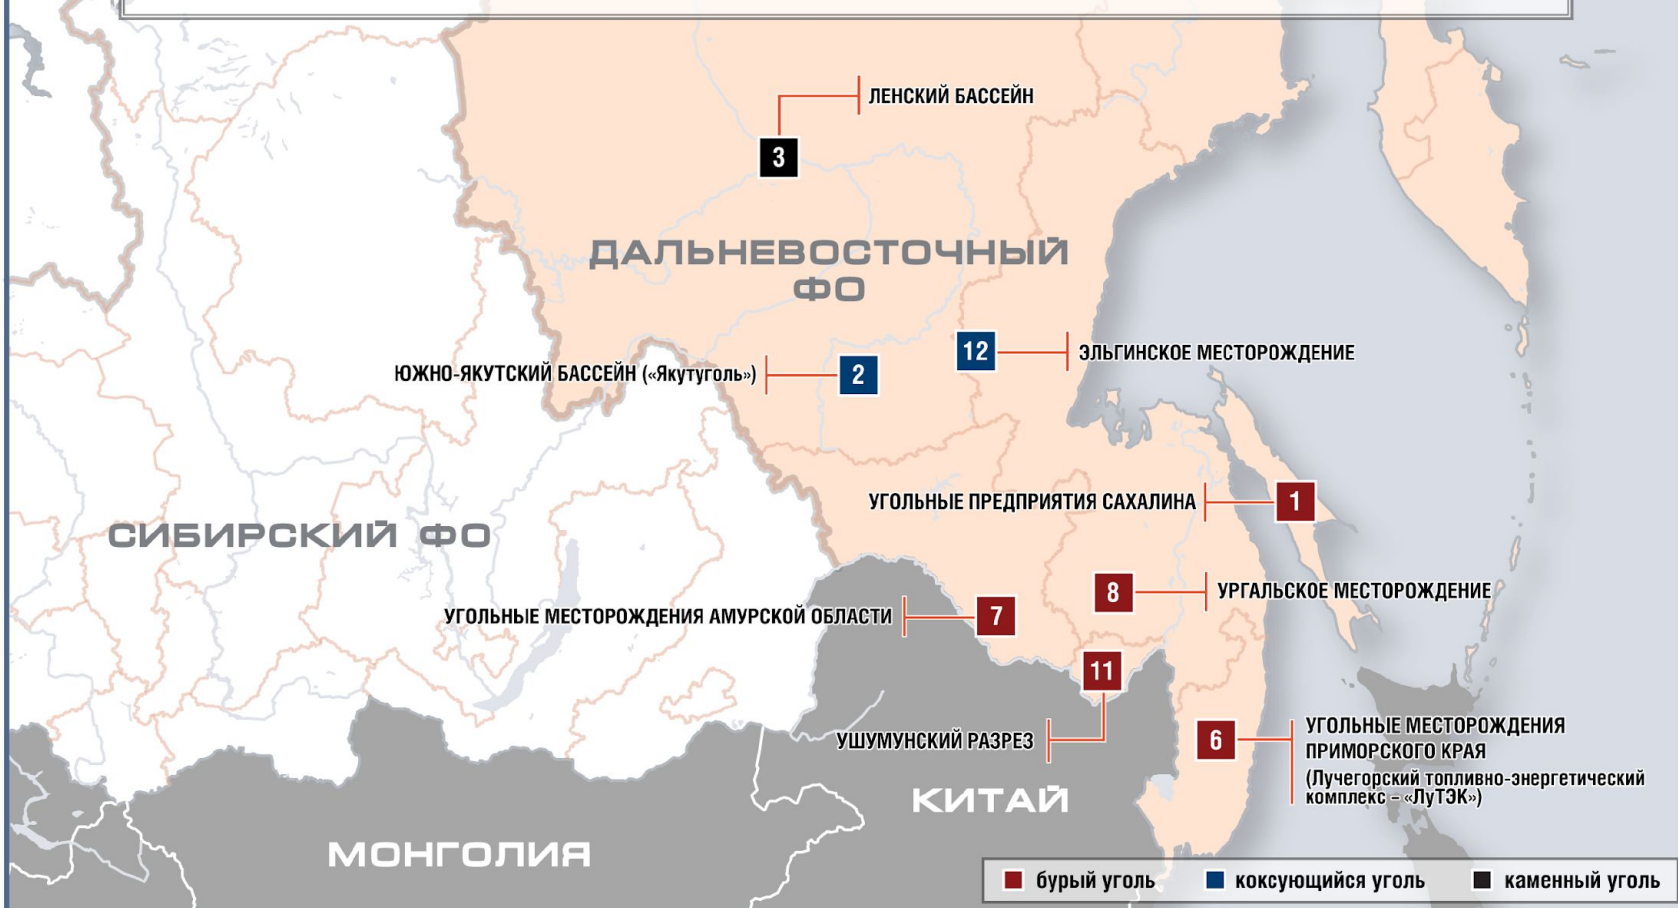 ЛЕНСКИЙ БАССЕЙН
3
ДАЛЬНЕВОСТОЧНЫЙ
ФО
12
ЭЛЬГИНСКОЕ МЕСТОРОЖДЕНИЕ
ЮЖНО-ЯКУТСКИЙ БАССЕЙН («Якутуголь»)
2
УГОЛЬНЫЕ ПРЕДПРИЯТИЯ САХАЛИНА
1
СИБИРСКИЙ ФО
8
УРГАЛЬСКОЕ МЕСТОРОЖДЕНИЕ
УГОЛЬНЫЕ МЕСТОРОЖДЕНИЯ АМУРСКОЙ ОБЛАСТИ
7
11
УШУМУНСКИЙ РАЗРЕЗ
6
УГОЛЬНЫЕ МЕСТОРОЖДЕНИЯ
ПРИМОРСКОГО КРАЯ
(Лучегорский топливно-энергетический
комплекс – «ЛуТЭК»)
КИТАЙ
МОНГОЛИЯ
бурый уголь
коксующийся уголь
каменный уголь